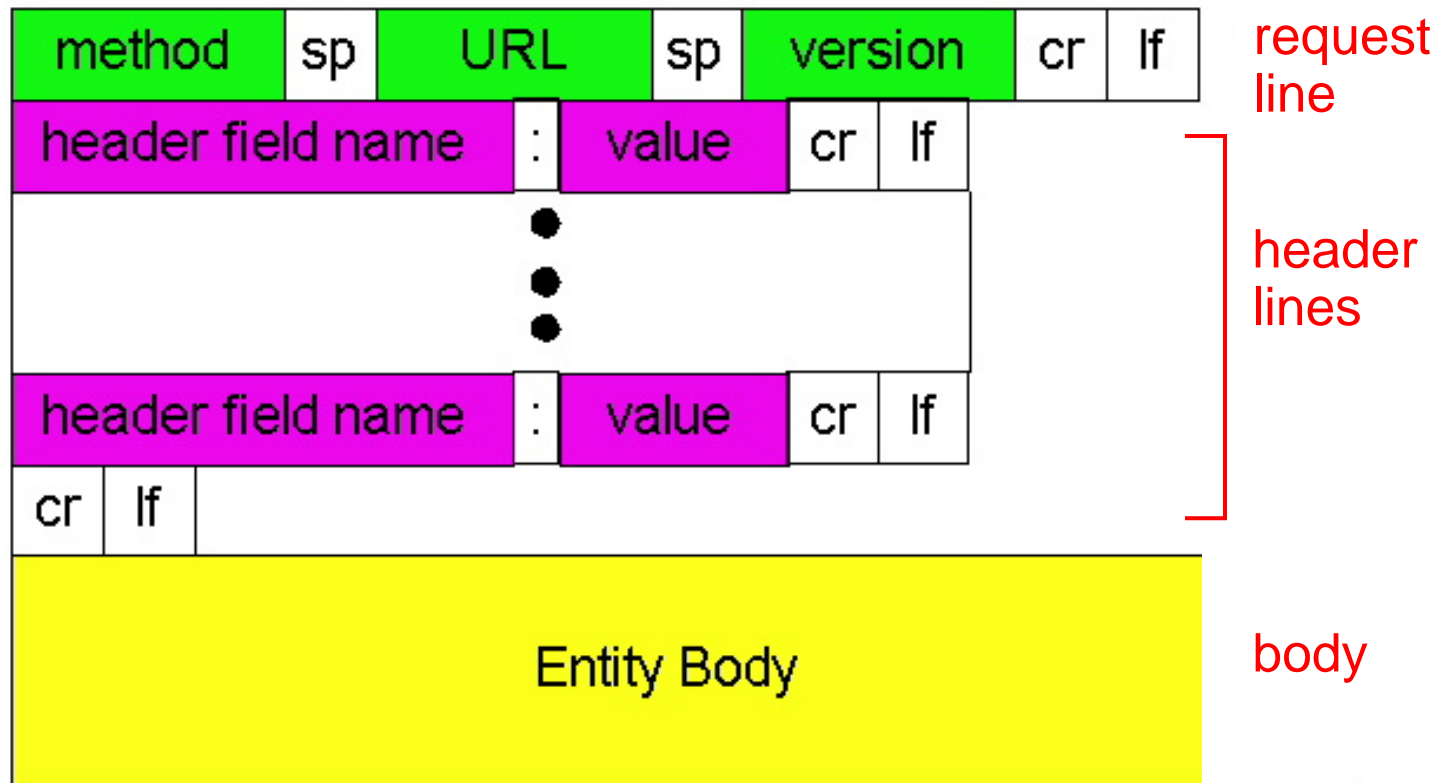 method sp URL sp version cr lf
request
line
header field name : value cr lf
header
lines
header field name : value cr lf
cr lf
Entity Body
body